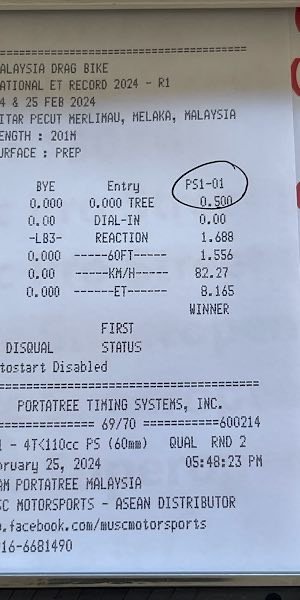 ALAYSIA DRAG BIKE
ATIONAL ET RECORD 2024 - R1
4 & 25 FEB 2024
ITAR PECUT MERLIMAU, MELAKA, MALAYSIA
ENGTH : 201M
URFACE : PREP
BYE Entry PS1-01
0.000 0.000 TREE 0.500
0.00 DIAL-IN 0.00
-LB3- REACTION 1.688
0.000 -----60FT----- 1.556
0.00 -----KM/H----- 82.27
0.000 ------ET------ 8.165
WINNER
FIRST
DISQUAL STATUS
tostart Disabled
PORTATREE TIMING SYSTEMS, INC.
============ 69/70 ============600214
- 4T<110cc PS (60mm) QUAL RND 2
ruary 25, 2024 05:48:23 PM
AM PORTATREE MALAYSIA
SC MOTORSPORTS - ASEAN DISTRIBUTOR
.facebook.com/muscmotorsports
16-6681490